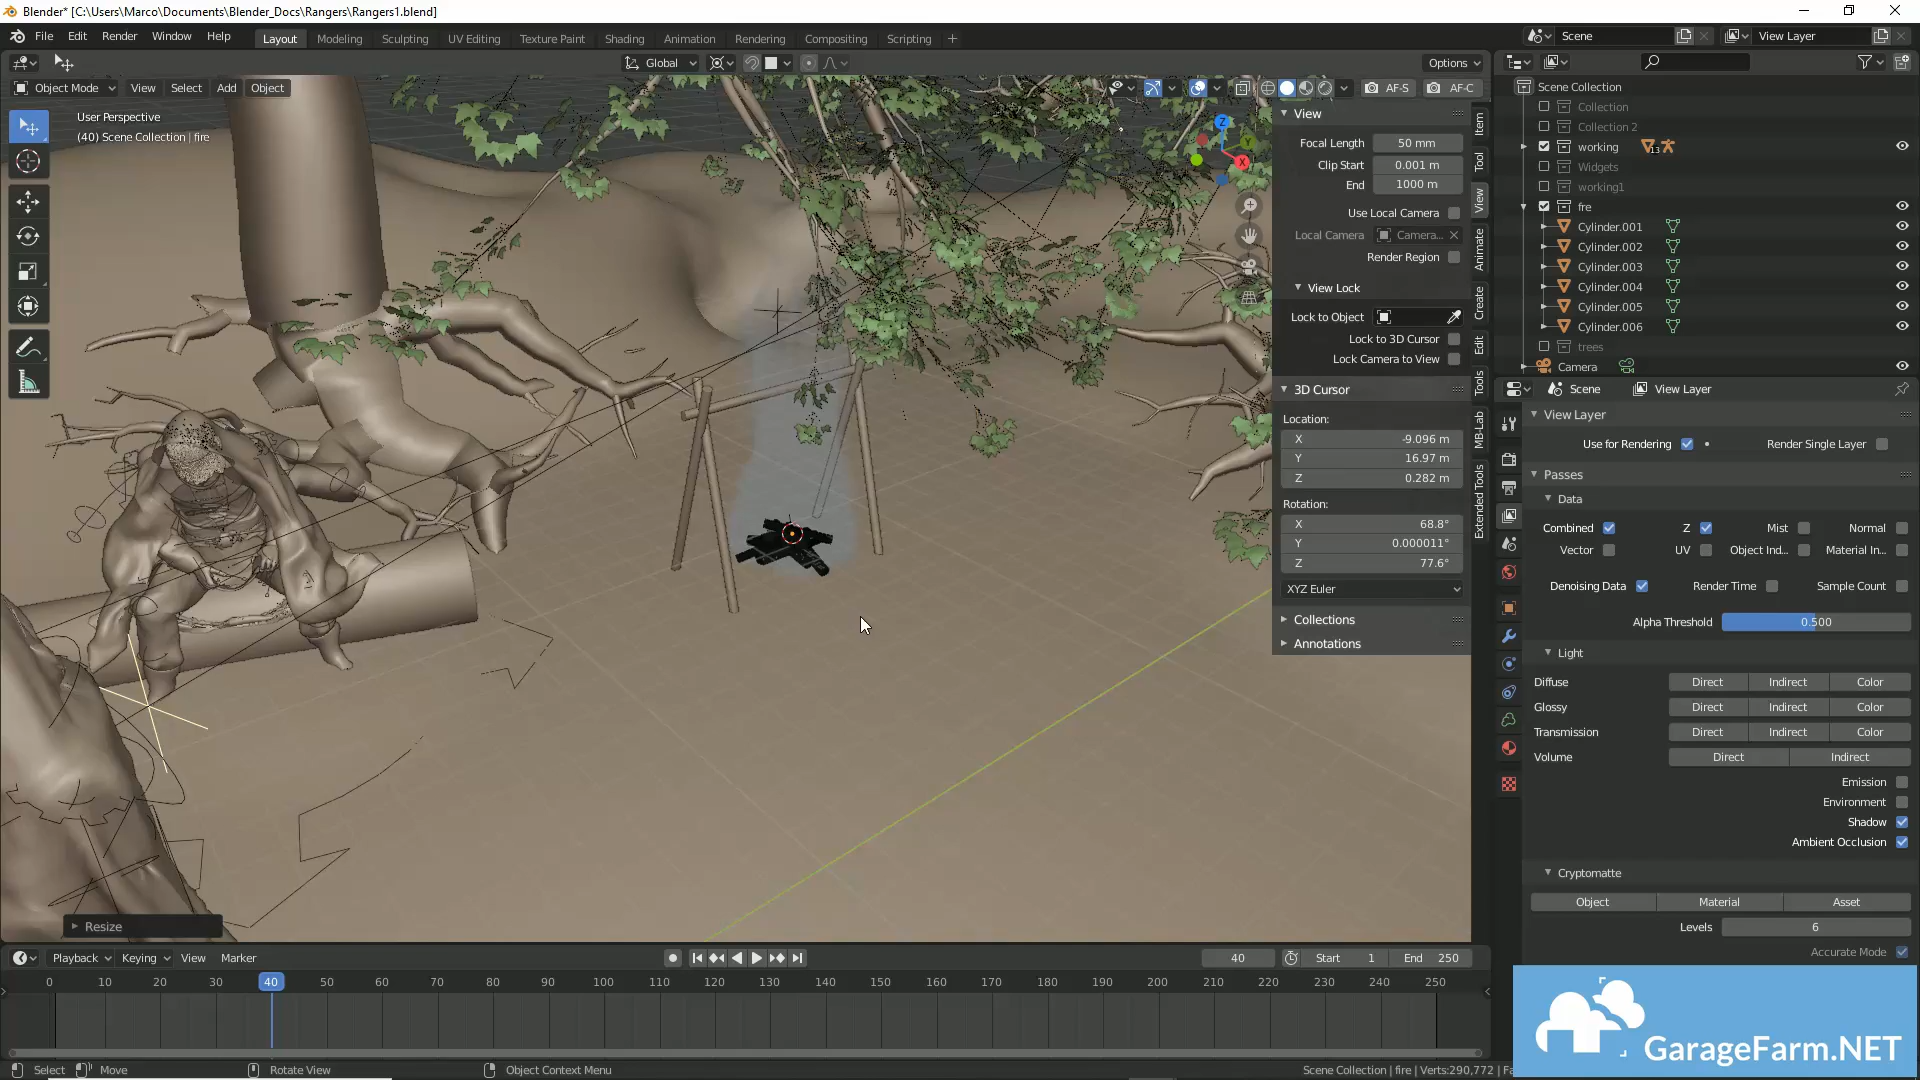 Blender* [C:\Users\Marco\Documents\Blender_Docs\Rangers\Rangers1.blend]
File Edit Render Window Help Layout Modeling Sculpting UV Editing Texture Paint Shading Animation Rendering Compositing Scripting + Scene View Layer
Global Options
Object Mode View Select Add Object AF-S AF-C
User Perspective
(40) Scene Collection | fire
Z
Y
X
View
Focal Length 50 mm
Clip Start 0.001 m
End 1000 m
Use Local Camera
Local Camera Camera...
Render Region
View Lock
Lock to Object
Lock to 3D Cursor
Lock Camera to View
3D Cursor
Location:
X -9.096 m
Y 16.97 m
Z 0.282 m
Rotation:
X 68.8°
Y 0.000011°
Z 77.6°
XYZ Euler
Collections
Annotations
Item
Tool
View
Animate
Create
Edit
Tools
MB-Lab
Extended Tools
Scene Collection
Collection
Collection 2
working 13
Widgets
working1
fre
Cylinder.001
Cylinder.002
Cylinder.003
Cylinder.004
Cylinder.005
Cylinder.006
trees
Camera
Scene View Layer
View Layer
Use for Rendering Render Single Layer
Passes
Data
Combined Z Mist Normal
Vector UV Object Ind... Material In...
Denoising Data Render Time Sample Count
Alpha Threshold 0.500
Light
Diffuse Direct Indirect Color
Glossy Direct Indirect Color
Transmission Direct Indirect Color
Volume Direct Indirect
Emission
Environment
Shadow
Ambient Occlusion
Cryptomatte
Object Material Asset
Levels 6
Accurate Mode
Resize
Playback Keying View Marker 40 Start 1 End 250
0 10 20 30 40 50 60 70 80 90 100 110 120 130 140 150 160 170 180 190 200 210 220 230 240 250
GarageFarm.NET
Select Move Rotate View Object Context Menu Scene Collection | fire | Verts:290,772 |